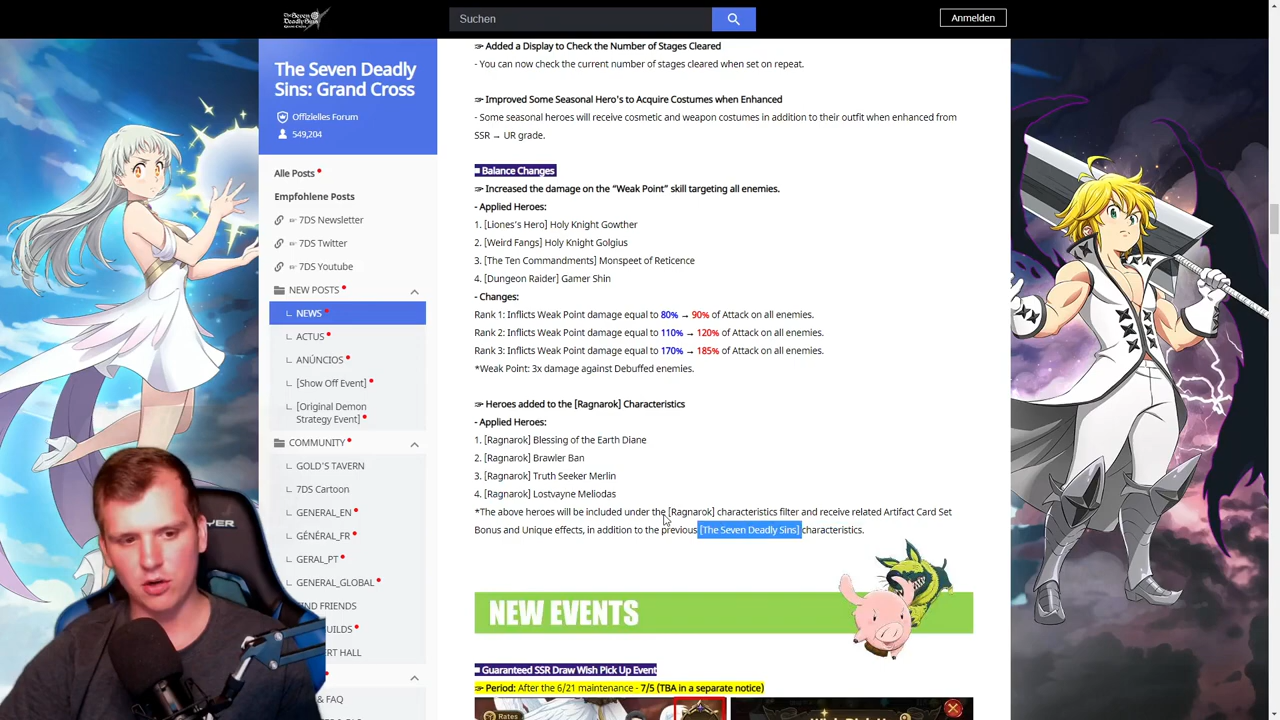 The Seven
Deadly Sins
Grand Cross
Suchen
Anmelden
The Seven Deadly
Sins: Grand Cross
Offizielles Forum
549,204
Alle Posts
Empfohlene Posts
7DS Newsletter
7DS Twitter
7DS Youtube
NEW POSTS
NEWS
ACTUS
ANÚNCIOS
[Show Off Event]
[Original Demon
Strategy Event]
COMMUNITY
GOLD'S TAVERN
7DS Cartoon
GENERAL_EN
GÉNÉRAL_FR
GERAL_PT
GENERAL_GLOBAL
FRIENDS
& FAQ
☞ Added a Display to Check the Number of Stages Cleared
- You can now check the current number of stages cleared when set on repeat.
☞ Improved Some Seasonal Hero's to Acquire Costumes when Enhanced
- Some seasonal heroes will receive cosmetic and weapon costumes in addition to their outfit when enhanced from
SSR → UR grade.
■ Balance Changes
☞ Increased the damage on the "Weak Point" skill targeting all enemies.
- Applied Heroes:
1. [Liones's Hero] Holy Knight Gowther
2. [Weird Fangs] Holy Knight Golgius
3. [The Ten Commandments] Monspeet of Reticence
4. [Dungeon Raider] Gamer Shin
- Changes:
Rank 1: Inflicts Weak Point damage equal to 80% → 90% of Attack on all enemies.
Rank 2: Inflicts Weak Point damage equal to 110% → 120% of Attack on all enemies.
Rank 3: Inflicts Weak Point damage equal to 170% → 185% of Attack on all enemies.
*Weak Point: 3x damage against Debuffed enemies.
☞ Heroes added to the [Ragnarok] Characteristics
- Applied Heroes:
1. [Ragnarok] Blessing of the Earth Diane
2. [Ragnarok] Brawler Ban
3. [Ragnarok] Truth Seeker Merlin
4. [Ragnarok] Lostvayne Meliodas
*The above heroes will be included under the [Ragnarok] characteristics filter and receive related Artifact Card Set
Bonus and Unique effects, in addition to the previous [The Seven Deadly Sins] characteristics.
NEW EVENTS
■ Guaranteed SSR Draw Wish Pick Up Event
☞ Period: After the 6/21 maintenance - 7/5 (TBA in a separate notice)
Rates